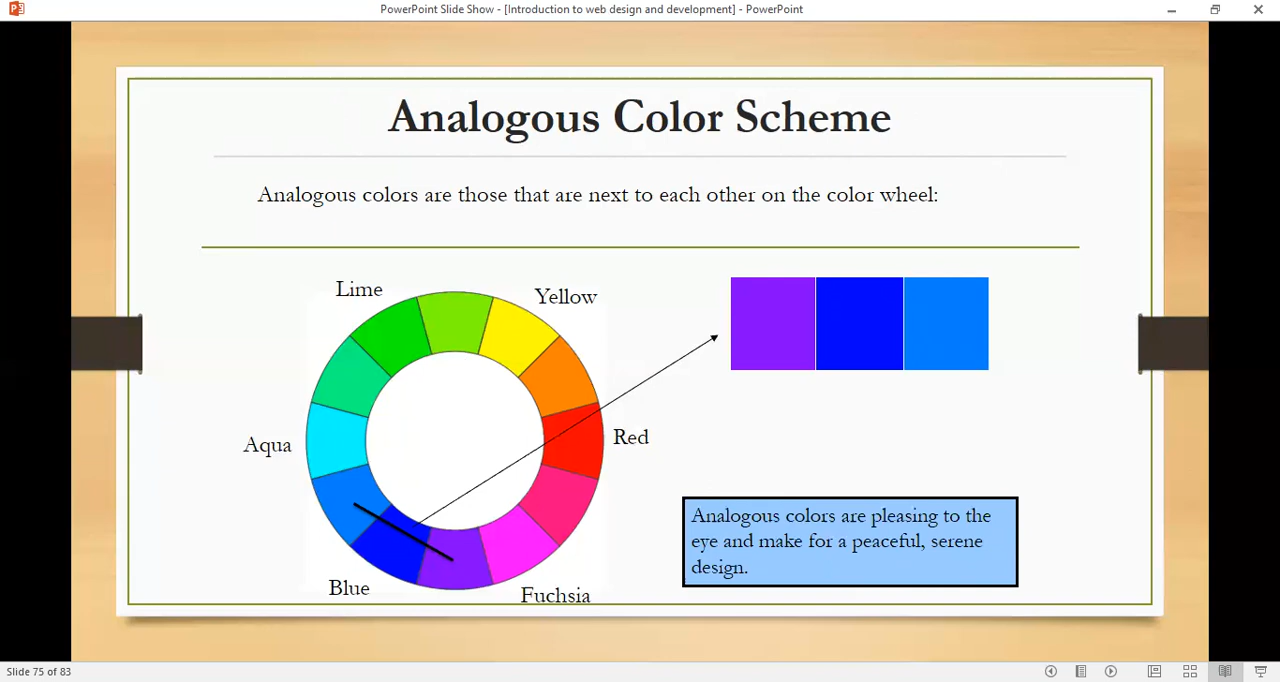 PowerPoint Slide Show - [Introduction to web design and development] - PowerPoint
Analogous Color Scheme
Analogous colors are those that are next to each other on the color wheel:
Lime
Yellow
Aqua
Red
Blue
Fuchsia
Analogous colors are pleasing to the
eye and make for a peaceful, serene
design.
Slide 75 of 83